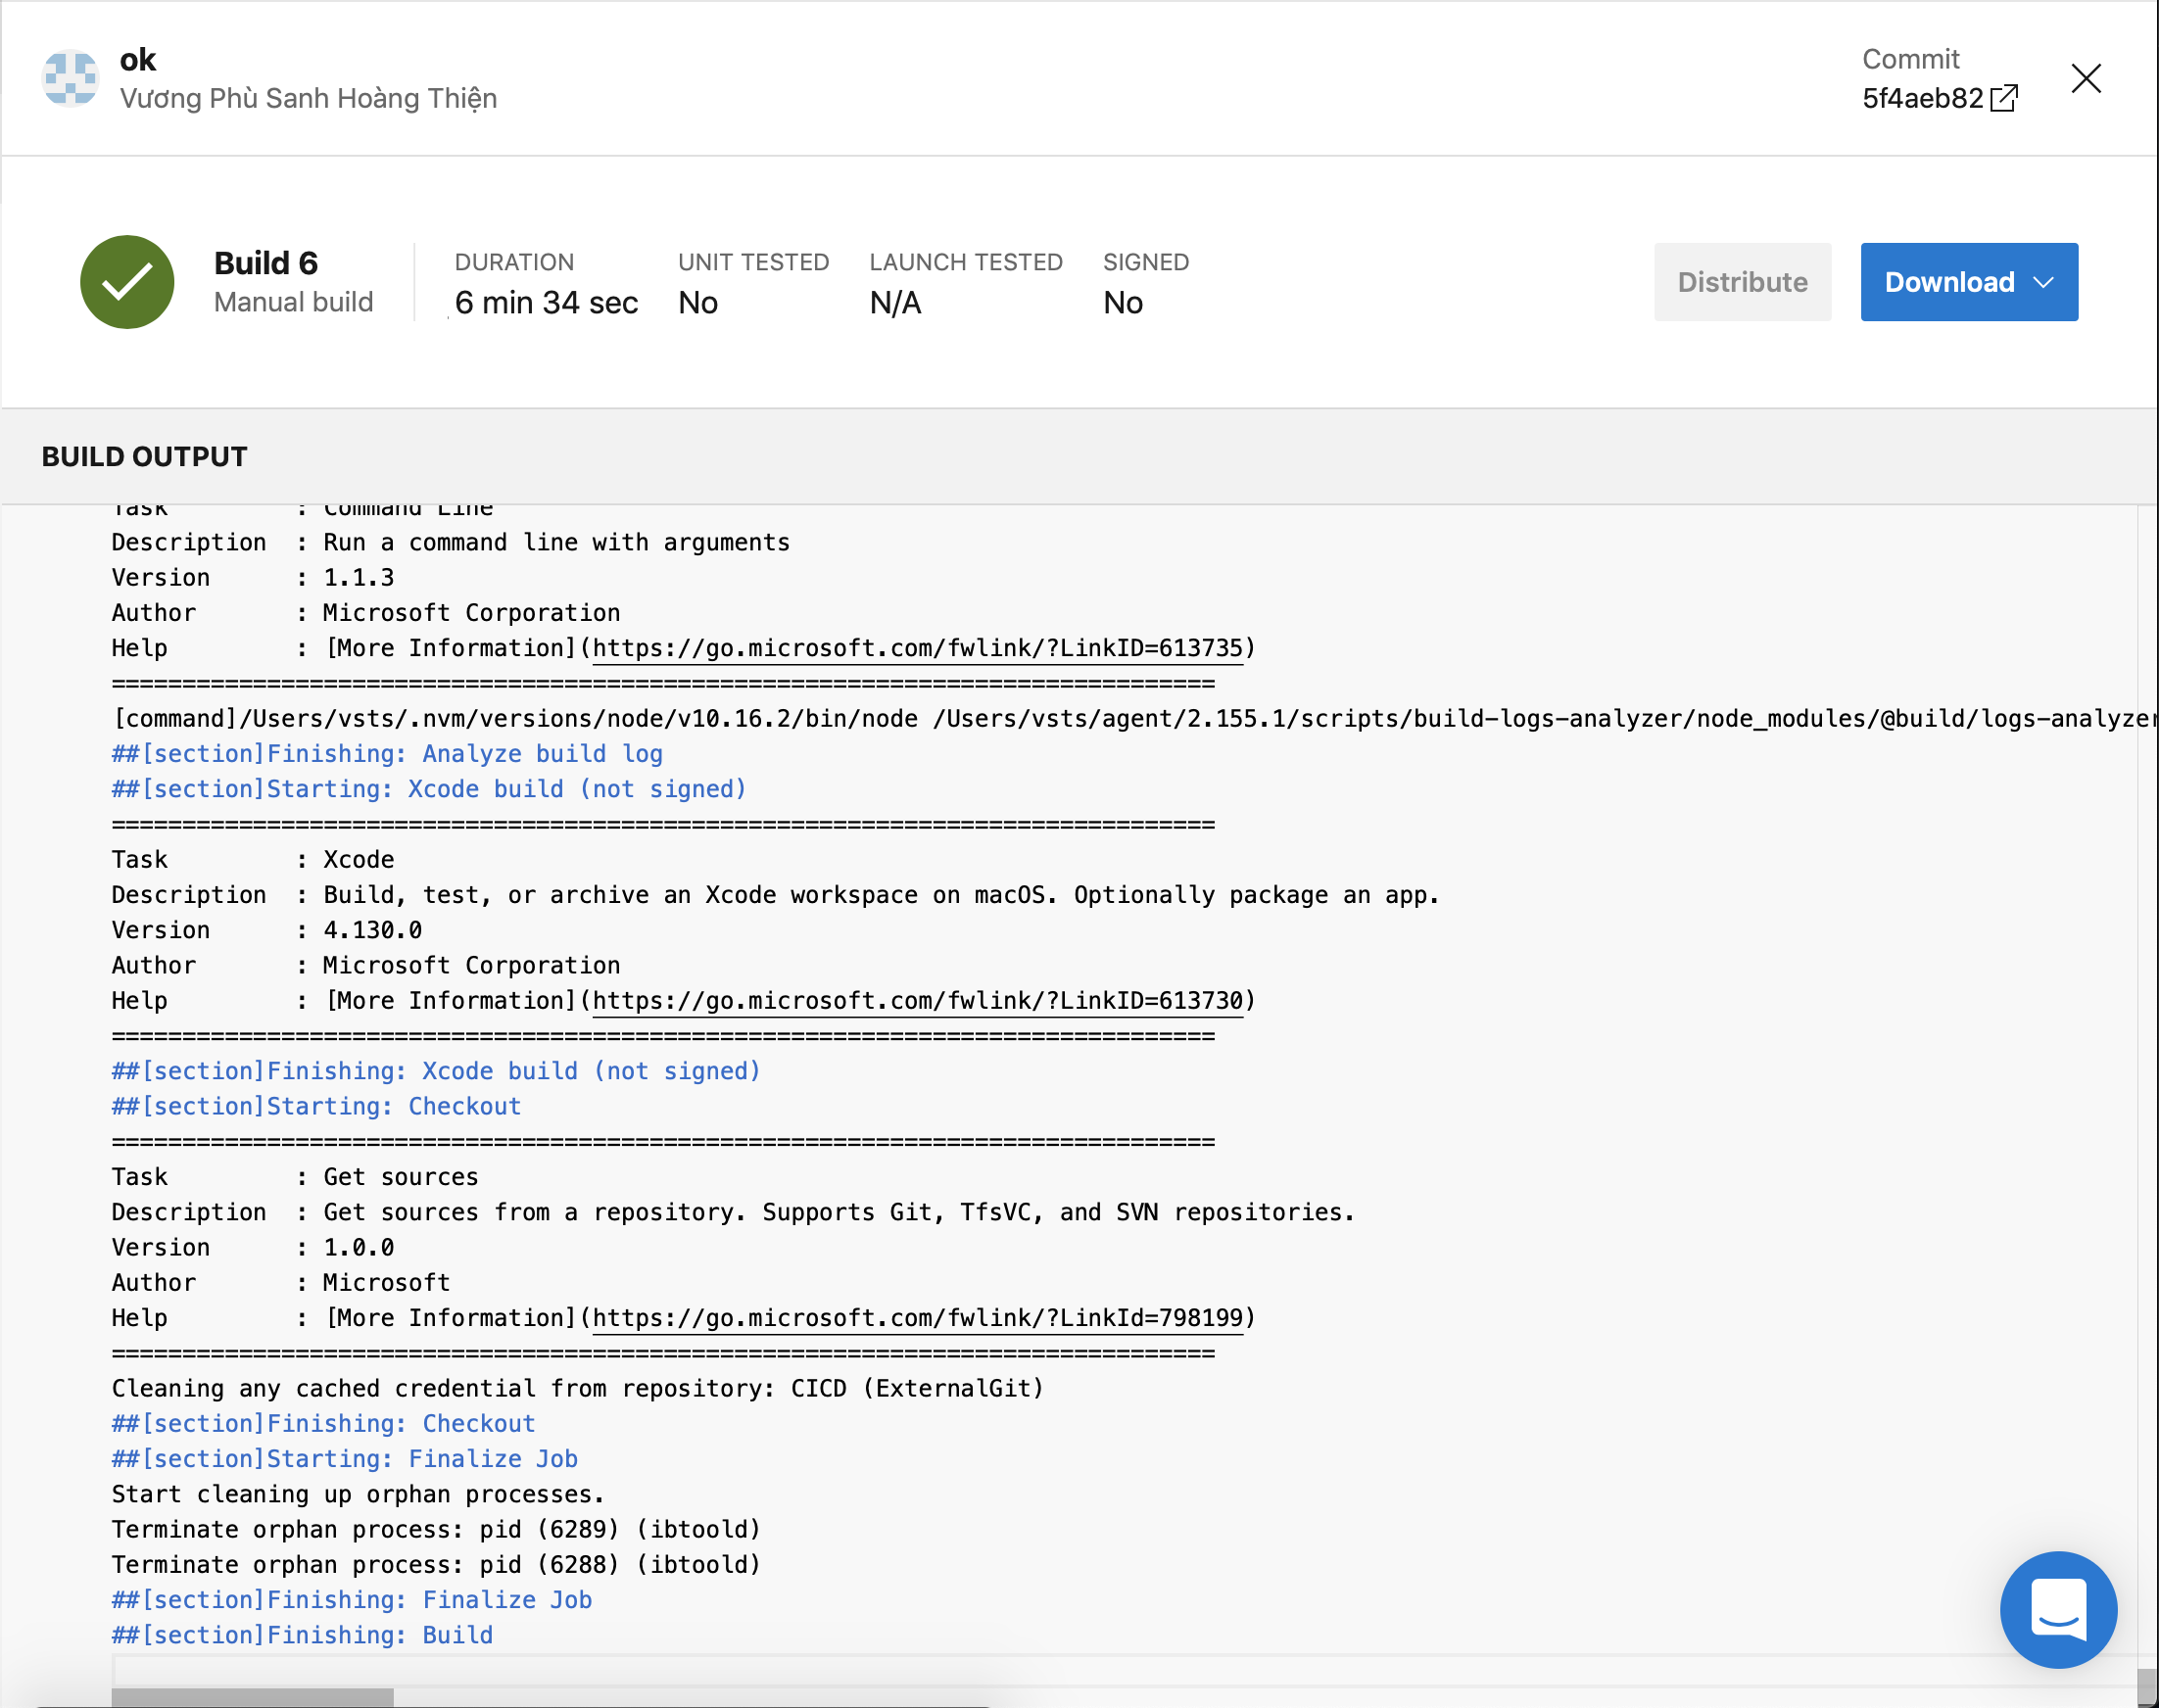 ok
Vương Phù Sanh Hoàng Thiện
Commit
5f4aeb82
Build 6
Manual build
DURATION
6 min 34 sec
UNIT TESTED
No
LAUNCH TESTED
N/A
SIGNED
No
Distribute
Download
BUILD OUTPUT
Task : Command Line
Description : Run a command line with arguments
Version : 1.1.3
Author : Microsoft Corporation
Help : [More Information](https://go.microsoft.com/fwlink/?LinkID=613735)
==============================================================================
[command]/Users/vsts/.nvm/versions/node/v10.16.2/bin/node /Users/vsts/agent/2.155.1/scripts/build-logs-analyzer/node_modules/@build/logs-analyzer
##[section]Finishing: Analyze build log
##[section]Starting: Xcode build (not signed)
==============================================================================
Task : Xcode
Description : Build, test, or archive an Xcode workspace on macOS. Optionally package an app.
Version : 4.130.0
Author : Microsoft Corporation
Help : [More Information](https://go.microsoft.com/fwlink/?LinkID=613730)
==============================================================================
##[section]Finishing: Xcode build (not signed)
##[section]Starting: Checkout
==============================================================================
Task : Get sources
Description : Get sources from a repository. Supports Git, TfsVC, and SVN repositories.
Version : 1.0.0
Author : Microsoft
Help : [More Information](https://go.microsoft.com/fwlink/?LinkId=798199)
==============================================================================
Cleaning any cached credential from repository: CICD (ExternalGit)
##[section]Finishing: Checkout
##[section]Starting: Finalize Job
Start cleaning up orphan processes.
Terminate orphan process: pid (6289) (ibtoold)
Terminate orphan process: pid (6288) (ibtoold)
##[section]Finishing: Finalize Job
##[section]Finishing: Build